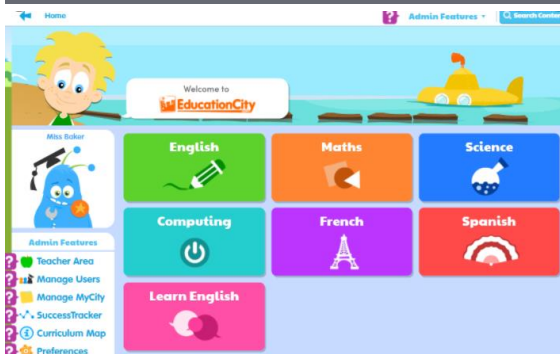 Home
Admin Features
Search Conten
Welcome to
EducationCity
Miss Baker
English
Maths
Science
Computing
French
Spanish
Learn English
Admin Features
Teacher Area
Manage Users
Manage MyCity
SuccessTracker
Curriculum Map
Preferences